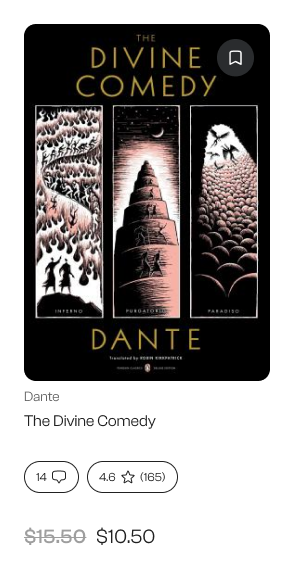 THE
DIVINE
COMEDY
INFERNO PURGATORIO PARADISO
DANTE
Translated by ROBIN KIRKPATRICK
PENGUIN CLASSICS DELUXE EDITION
Dante
The Divine Comedy
14 4.6 (165)
$15.50 $10.50